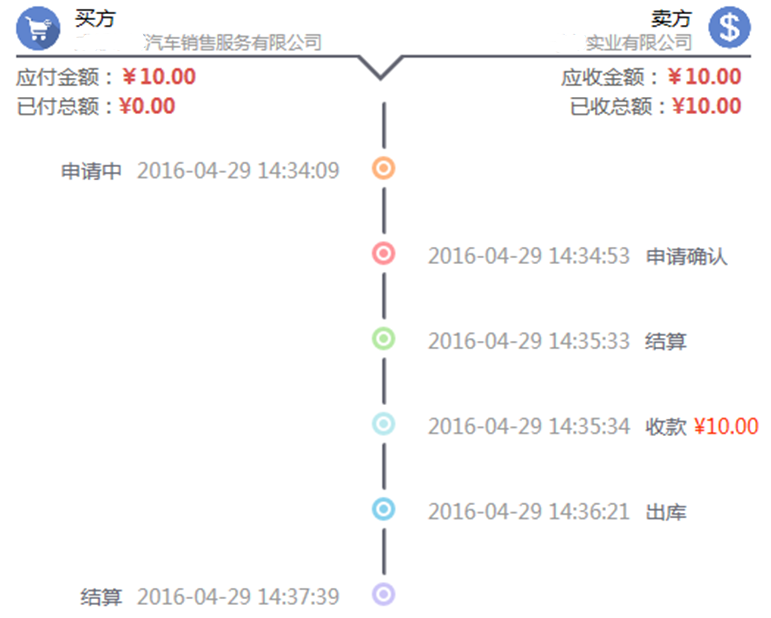 买方
汽车销售服务有限公司
卖方
实业有限公司
应付金额：￥10.00
已付总额：¥0.00
应收金额：￥10.00
已收总额：¥10.00
申请中 2016-04-29 14:34:09
2016-04-29 14:34:53 申请确认
2016-04-29 14:35:33 结算
2016-04-29 14:35:34 收款 ¥10.00
2016-04-29 14:36:21 出库
结算 2016-04-29 14:37:39